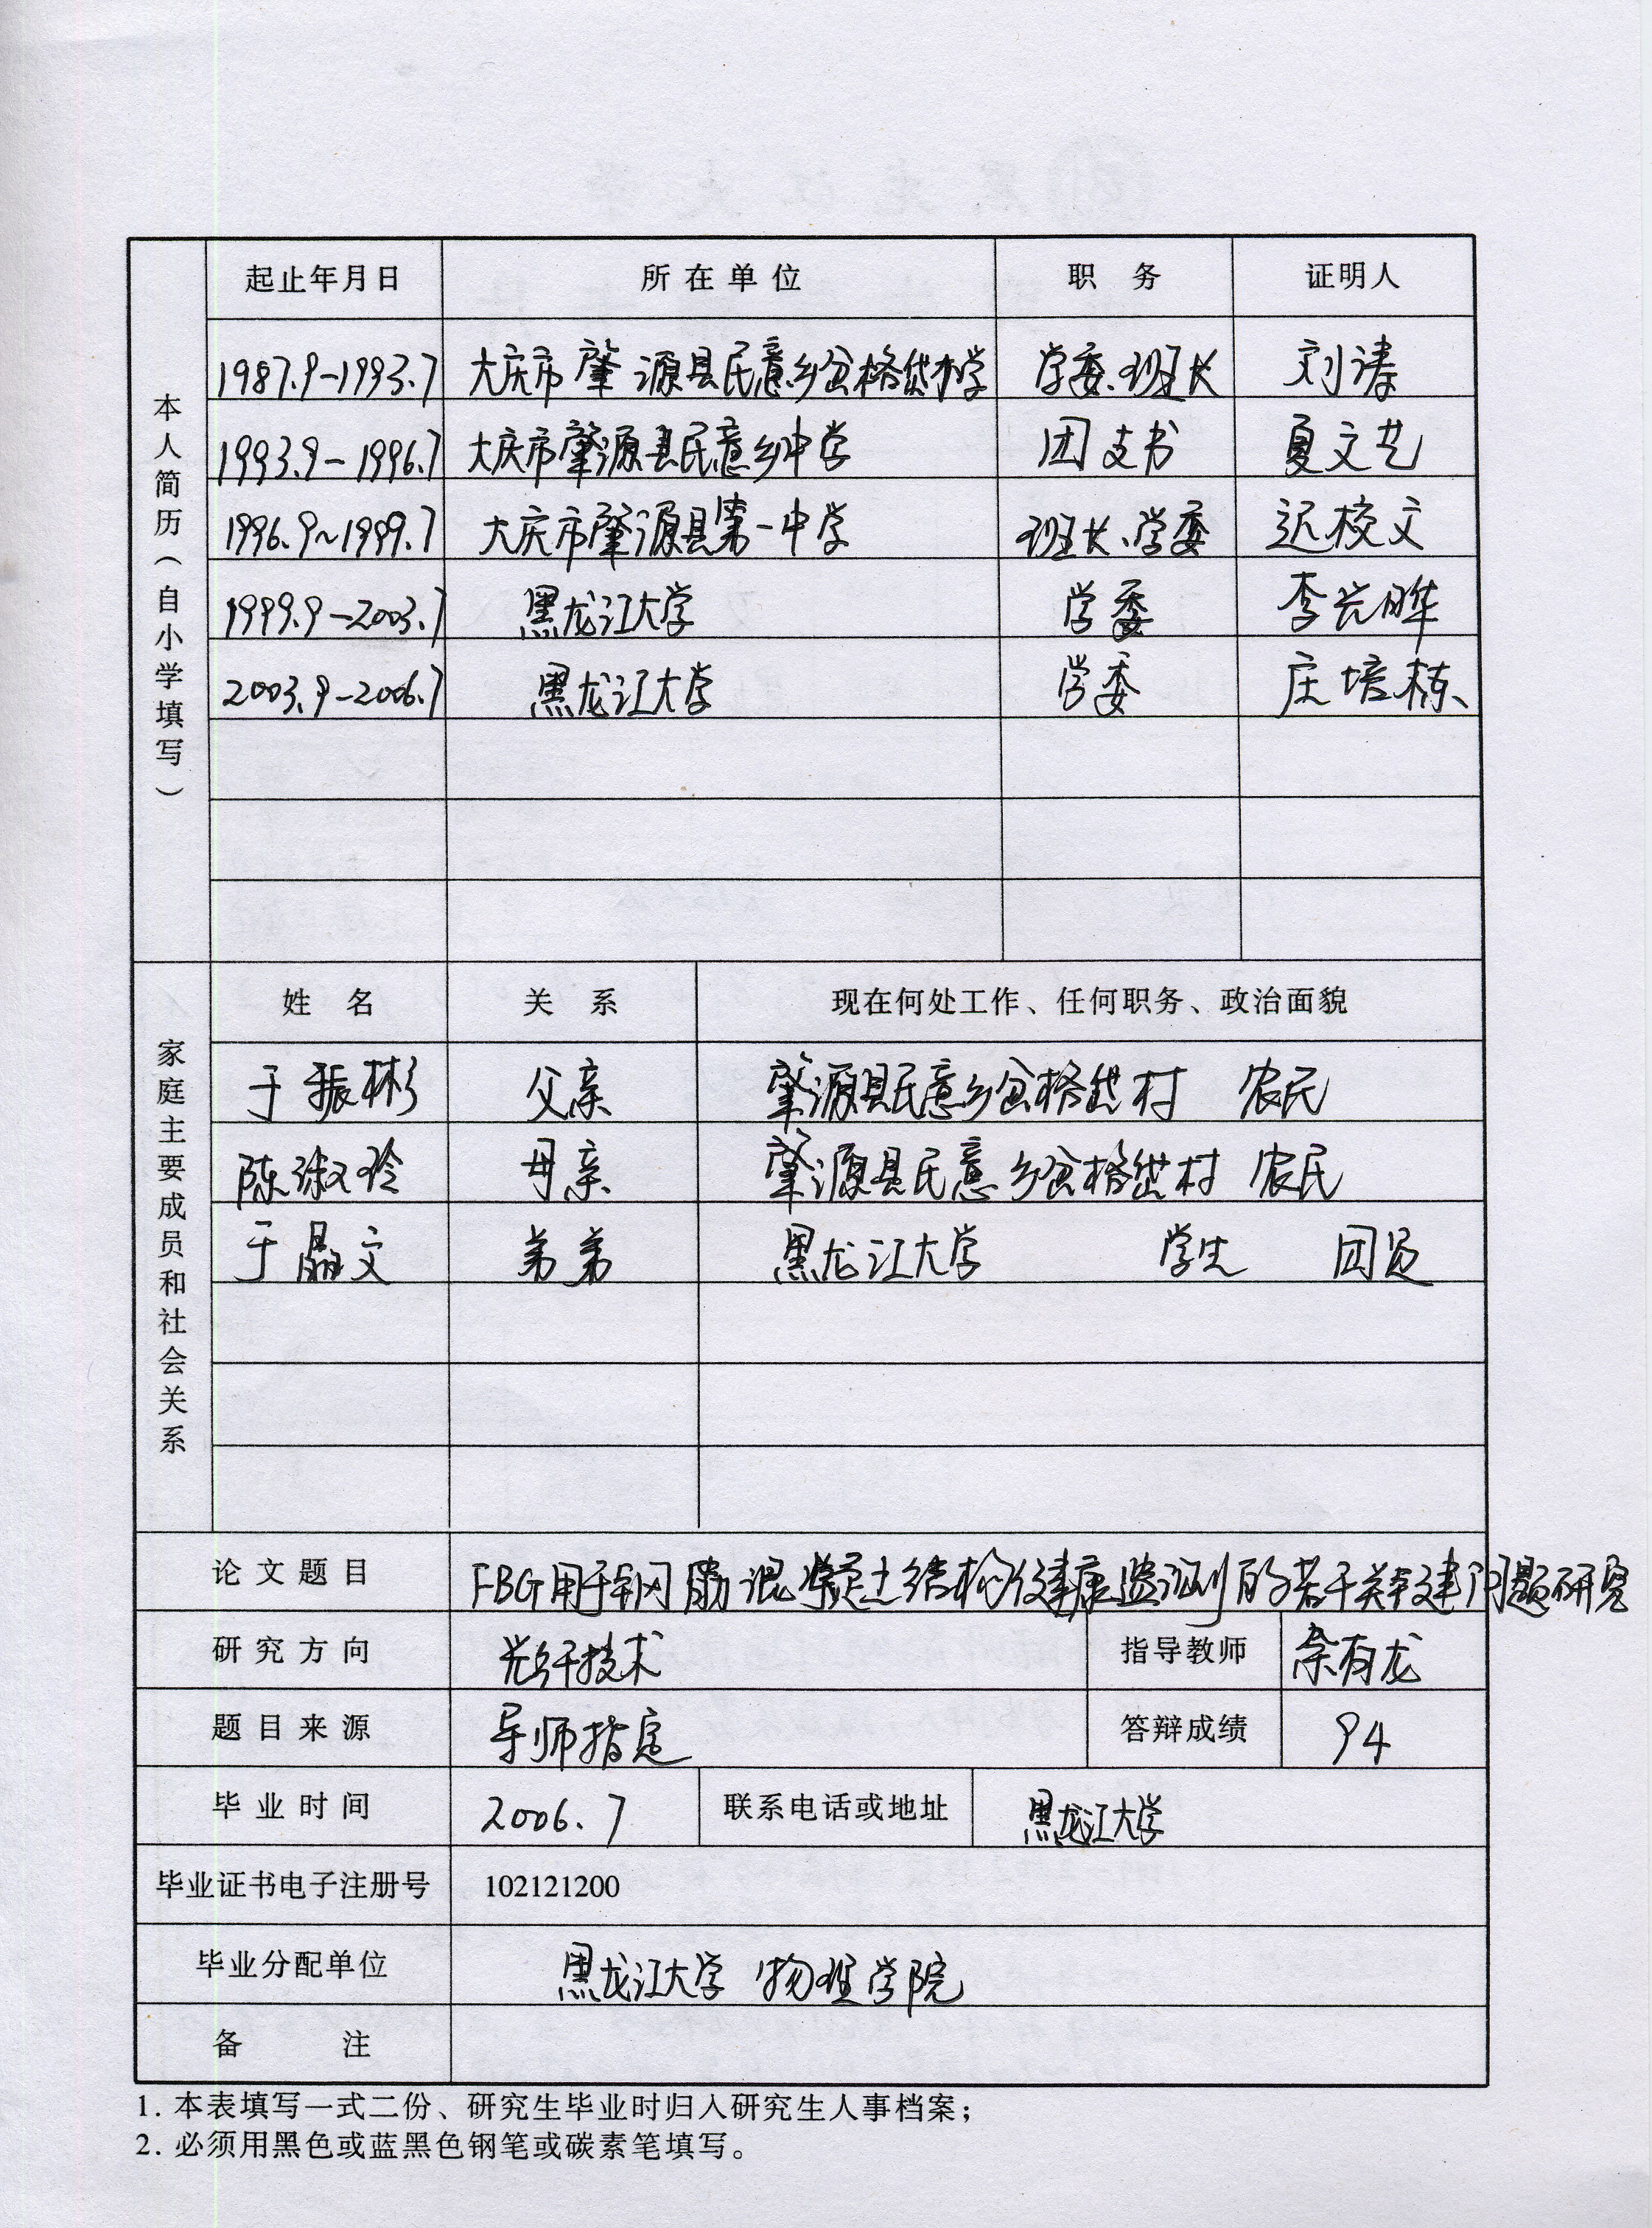 本人简历（自小学填写）
起止年月日 所在单位 职务 证明人
1987.9-1993.7 大庆市肇源县民意乡岔格岱村小学 学委、班长 刘涛
1993.9-1996.7 大庆市肇源县民意乡中学 团支书 夏文艺
1996.9~1999.7 大庆市肇源县第一中学 班长、学委 迟校文
1999.9-2003.7 黑龙江大学 学委 李光晔
2003.9-2006.7 黑龙江大学 学委 庄培栋
家庭主要成员和社会关系
姓名 关系 现在何处工作、任何职务、政治面貌
于振彬 父亲 肇源县民意乡岔格岱村 农民
陈淑玲 母亲 肇源县民意乡岔格岱村 农民
于晶文 弟弟 黑龙江大学 学生 团员
论文题目 FBG用于钢筋混凝土结构健康监测的若干关键问题研究
研究方向 光纤技术 指导教师 余有龙
题目来源 导师指定 答辩成绩 94
毕业时间 2006.7 联系电话或地址 黑龙江大学
毕业证书电子注册号 102121200
毕业分配单位 黑龙江大学 物理学院
备注
1. 本表填写一式二份、研究生毕业时归入研究生人事档案；
2. 必须用黑色或蓝黑色钢笔或碳素笔填写。